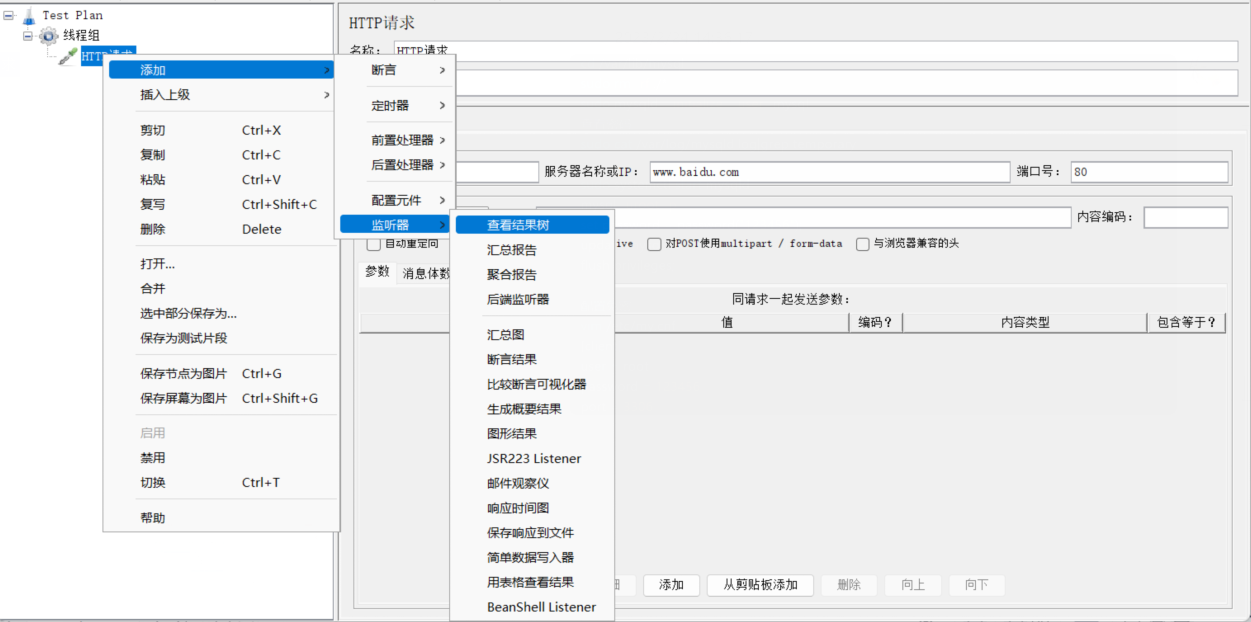 Test Plan
线程组
HTTP请求
添加
插入上级
剪切 Ctrl+X
复制 Ctrl+C
粘贴 Ctrl+V
复写 Ctrl+Shift+C
删除 Delete
打开...
合并
选中部分保存为...
保存为测试片段
保存节点为图片 Ctrl+G
保存屏幕为图片 Ctrl+Shift+G
启用
禁用
切换 Ctrl+T
帮助
断言
定时器
前置处理器
后置处理器
配置元件
监听器
查看结果树
汇总报告
聚合报告
后端监听器
汇总图
断言结果
比较断言可视化器
生成概要结果
图形结果
JSR223 Listener
邮件观察仪
响应时间图
保存响应到文件
简单数据写入器
用表格查看结果
BeanShell Listener
HTTP请求
名称： HTTP请求
服务器名称或IP： www.baidu.com 端口号： 80
内容编码：
自动重定向 ive 对POST使用multipart / form-data 与浏览器兼容的头
参数 消息体数
同请求一起发送参数：
值 编码？ 内容类型 包含等于？
添加 从剪贴板添加 删除 向上 向下